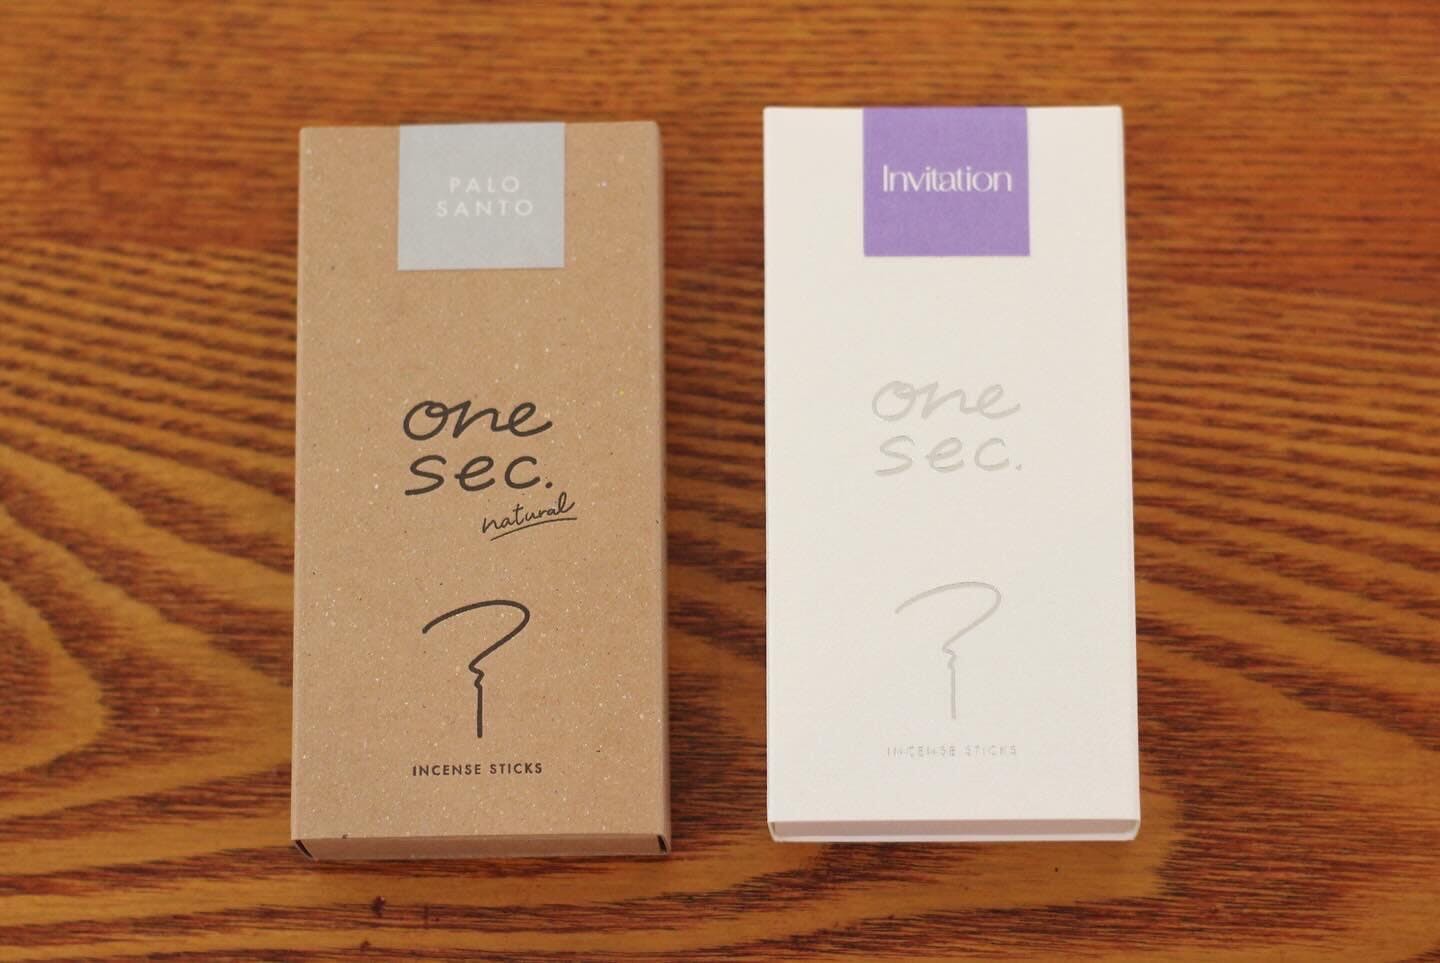 PALO
SANTO
one
sec.
natural
INCENSE STICKS
Invitation
one
sec.
INCENSE STICKS